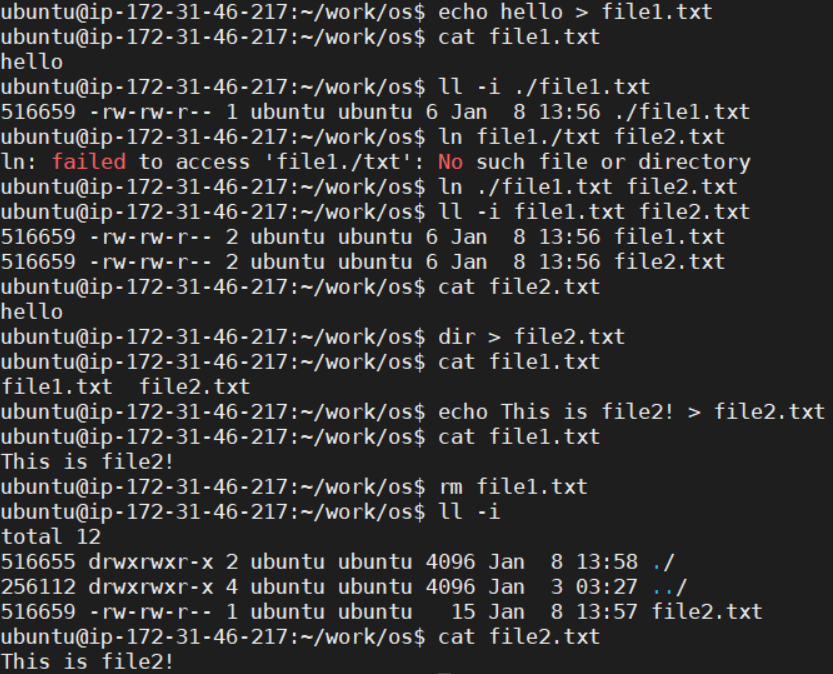 ubuntu@ip-172-31-46-217:~/work/os$ echo hello > file1.txt
ubuntu@ip-172-31-46-217:~/work/os$ cat file1.txt
hello
ubuntu@ip-172-31-46-217:~/work/os$ ll -i ./file1.txt
516659 -rw-rw-r-- 1 ubuntu ubuntu 6 Jan  8 13:56 ./file1.txt
ubuntu@ip-172-31-46-217:~/work/os$ ln file1./txt file2.txt
ln: failed to access 'file1./txt': No such file or directory
ubuntu@ip-172-31-46-217:~/work/os$ ln ./file1.txt file2.txt
ubuntu@ip-172-31-46-217:~/work/os$ ll -i file1.txt file2.txt
516659 -rw-rw-r-- 2 ubuntu ubuntu 6 Jan  8 13:56 file1.txt
516659 -rw-rw-r-- 2 ubuntu ubuntu 6 Jan  8 13:56 file2.txt
ubuntu@ip-172-31-46-217:~/work/os$ cat file2.txt
hello
ubuntu@ip-172-31-46-217:~/work/os$ dir > file2.txt
ubuntu@ip-172-31-46-217:~/work/os$ cat file1.txt
file1.txt  file2.txt
ubuntu@ip-172-31-46-217:~/work/os$ echo This is file2! > file2.txt
ubuntu@ip-172-31-46-217:~/work/os$ cat file1.txt
This is file2!
ubuntu@ip-172-31-46-217:~/work/os$ rm file1.txt
ubuntu@ip-172-31-46-217:~/work/os$ ll -i
total 12
516655 drwxrwxr-x 2 ubuntu ubuntu 4096 Jan  8 13:58 ./
256112 drwxrwxr-x 4 ubuntu ubuntu 4096 Jan  3 03:27 ../
516659 -rw-rw-r-- 1 ubuntu ubuntu   15 Jan  8 13:57 file2.txt
ubuntu@ip-172-31-46-217:~/work/os$ cat file2.txt
This is file2!